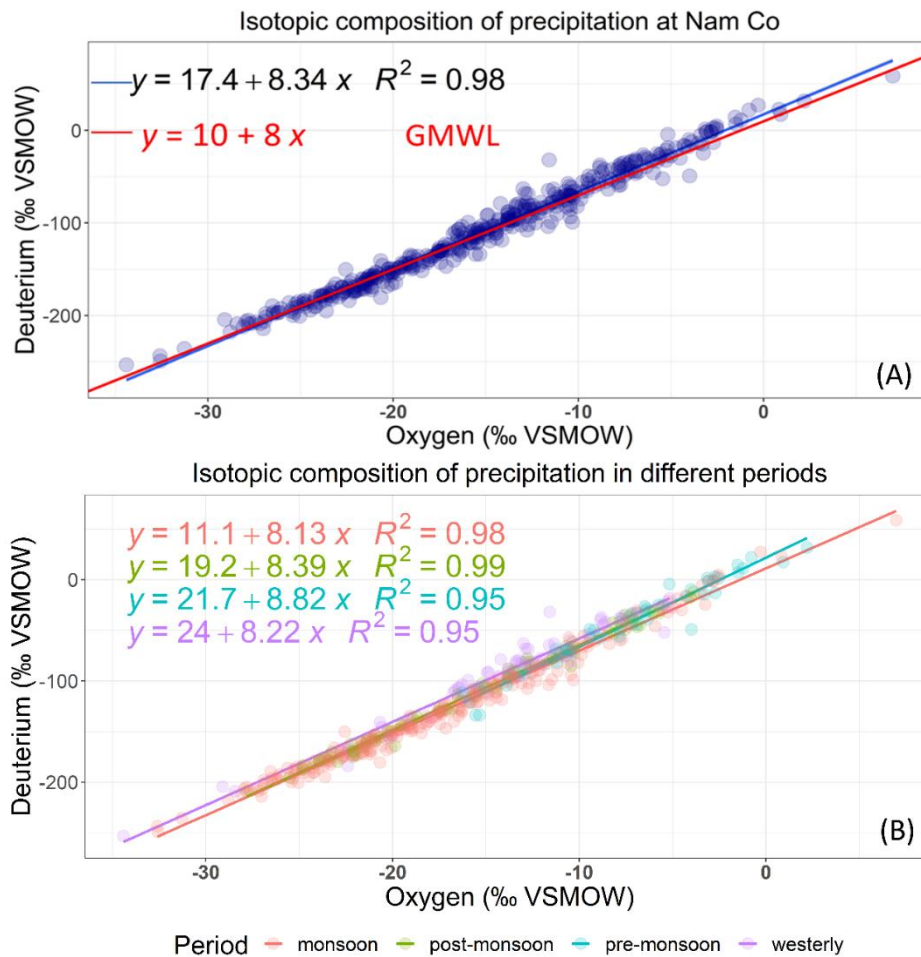 Isotopic composition of precipitation at Nam Co
y = 17.4 + 8.34 x R² = 0.98
y = 10 + 8 x GMWL
0
-100
-200
Deuterium (‰ VSMOW)
(A)
-30 -20 -10 0
Oxygen (‰ VSMOW)
Isotopic composition of precipitation in different periods
y = 11.1 + 8.13 x R² = 0.98
y = 19.2 + 8.39 x R² = 0.99
y = 21.7 + 8.82 x R² = 0.95
y = 24 + 8.22 x R² = 0.95
0
-100
-200
Deuterium (‰ VSMOW)
(B)
-30 -20 -10 0
Oxygen (‰ VSMOW)
Period monsoon post-monsoon pre-monsoon westerly